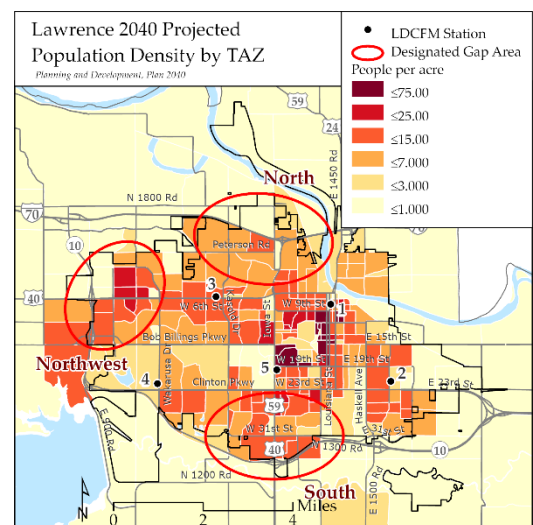 Lawrence 2040 Projected
Population Density by TAZ
Planning and Development, Plan 2040
LDCFM Station
Designated Gap Area
People per acre
≤75.00
≤25.00
≤15.00
≤7.000
≤3.000
≤1.000
59
24
E 1450 Rd
North
N 1800 Rd
70
Peterson Rd
10
3
40
W 6th St
Kasold Dr
Iowa St
W 9th St
1
Bob Billings Pkwy
E 15th St
Northwest
W 19th St
E 19th St
5
4
Wakarusa Dr
Clinton Pkwy
W 23rd St
Louisiana St
Haskell Ave
2
E 23rd St
59
E 900 Rd
W 31st St
E 31st St
N 1300 Rd
40
10
N 1200 Rd
South
E 1500 Rd
N
0 2 4
Miles